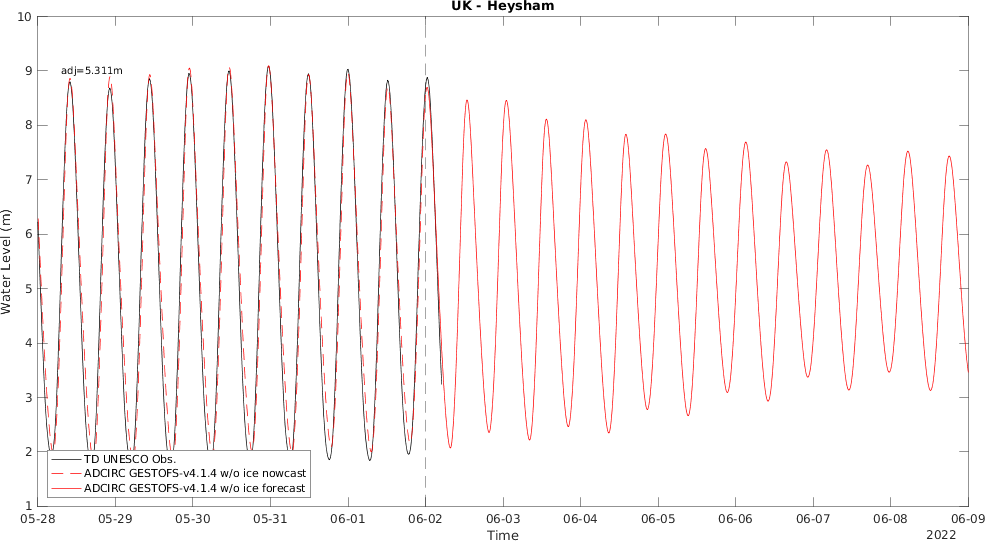 UK - Heysham
10
9
8
7
6
5
4
3
2
1
Water Level (m)
adj=5.311m
TD UNESCO Obs.
ADCIRC GESTOFS-v4.1.4 w/o ice nowcast
ADCIRC GESTOFS-v4.1.4 w/o ice forecast
05-28 05-29 05-30 05-31 06-01 06-02 06-03 06-04 06-05 06-06 06-07 06-08 06-09
Time
2022